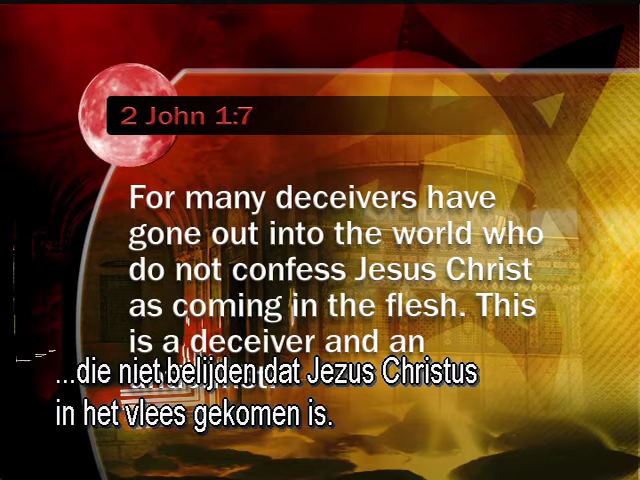 2 John 1:7
For many deceivers have
gone out into the world who
do not confess Jesus Christ
as coming in the flesh. This
is a deceiver and an
...die niet belijden dat Jezus Christus
in het vlees gekomen is.